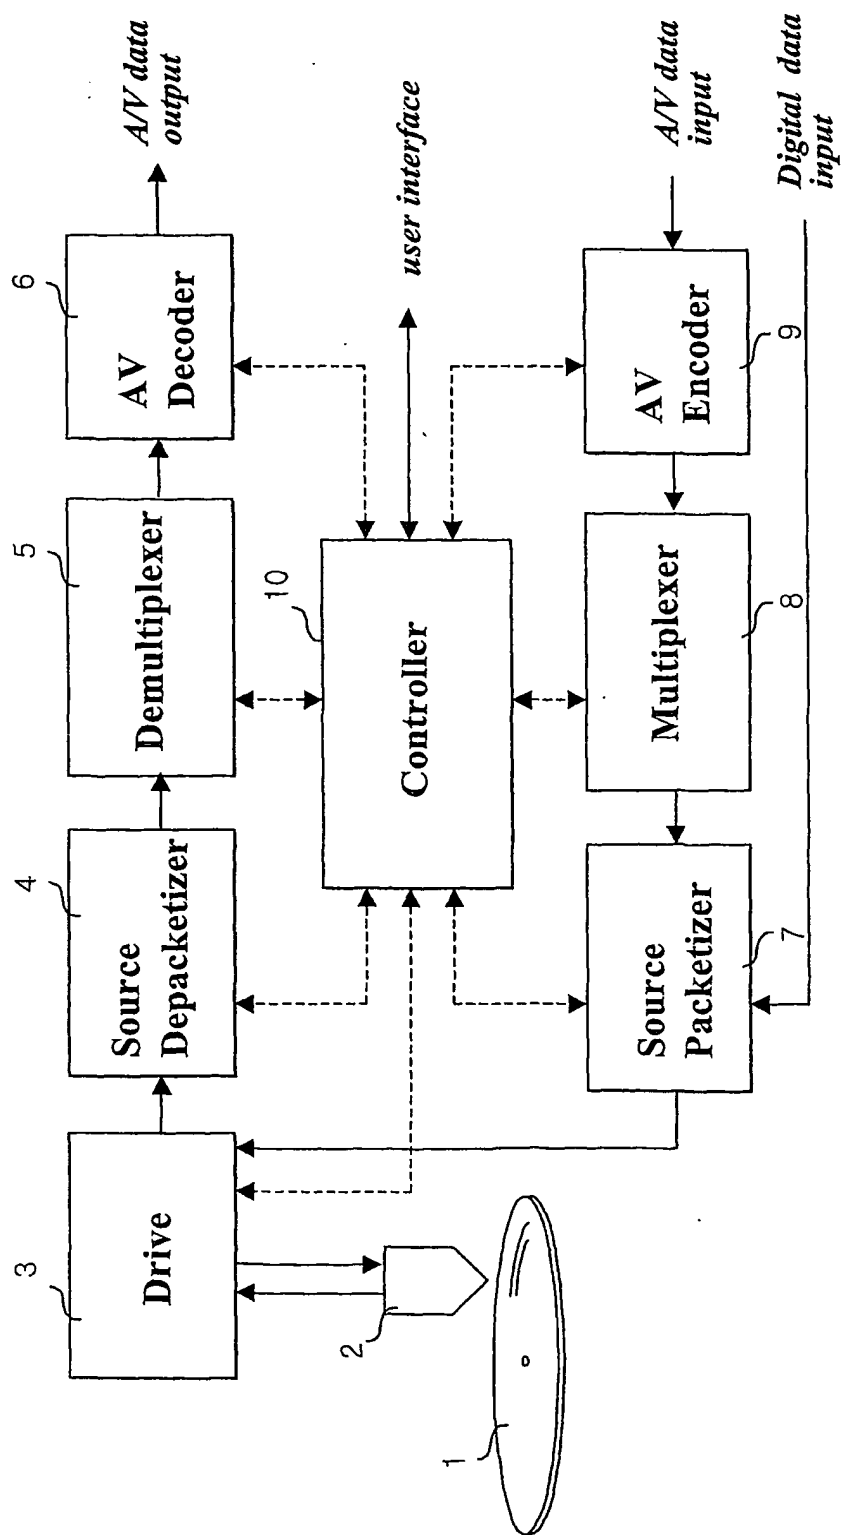 A/V data
output
6
AV
Decoder
5
Demultiplexer
4
Source
Depacketizer
3
Drive
2
1
user interface
10
Controller
A/V data
input
9
AV
Encoder
8
Multiplexer
7
Source
Packetizer
Digital data
input